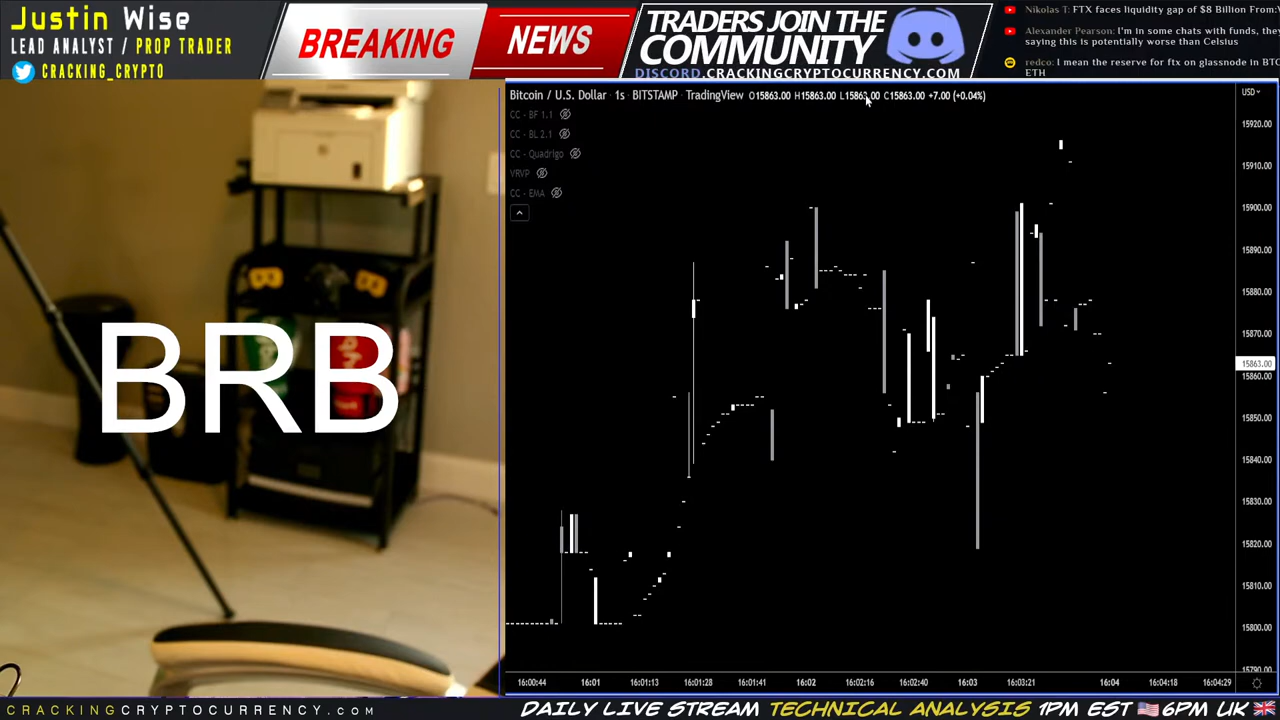 Justin Wise
LEAD ANALYST / PROP TRADER
CRACKING_CRYPTO
BREAKING
NEWS
TRADERS JOIN THE
COMMUNITY
DISCORD.CRACKINGCRYPTOCURRENCY.COM
Nikolas T: FTX faces liquidity gap of $8 Billion From
Alexander Pearson: I'm in some chats with funds, they
saying this is potentially worse than Celsius
redco: I mean the reserve for ftx on glassnode in BTC
ETH
Bitcoin / U.S. Dollar · 1s · BITSTAMP · TradingView O15863.00 H15863.00 L15863.00 C15863.00 +7.00 (+0.04%)
USD
CC - BF 1.1
CC - BL 2.1
CC - Quadrigo
VRVP
CC - EMA
BRB
15920.00
15910.00
15900.00
15890.00
15880.00
15870.00
15863.00
15860.00
15850.00
15840.00
15830.00
15820.00
15810.00
15800.00
15790.00
16:00:44 16:01 16:01:13 16:01:28 16:01:41 16:02 16:02:16 16:02:40 16:03 16:03:21 16:04 16:04:18 16:04:29
CRACKINGCRYPTOCURRENCY.COM
DAILY LIVE STREAM TECHNICAL ANALYSIS 1PM EST 6PM UK